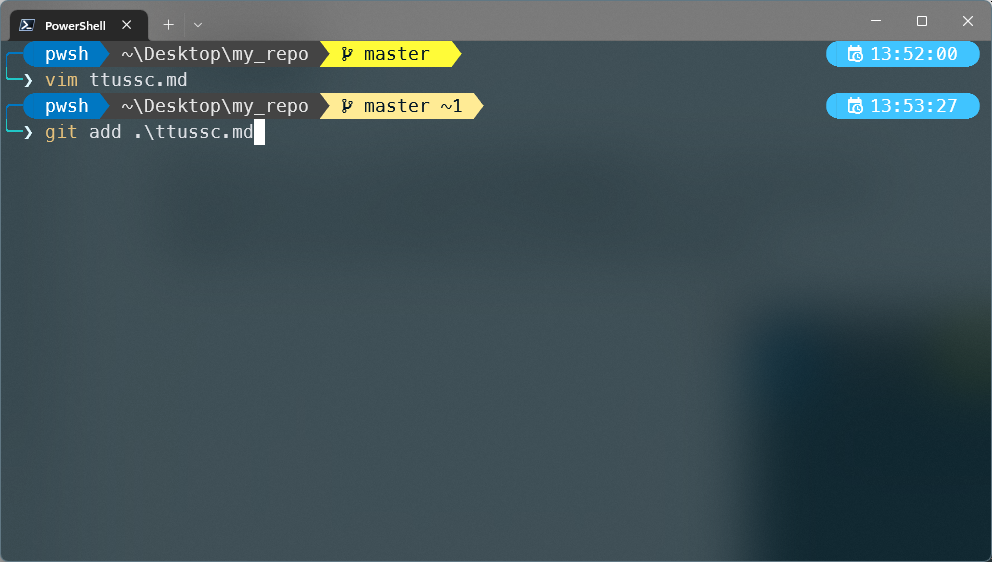 PowerShell
pwsh ~\Desktop\my_repo master 13:52:00
❯ vim ttussc.md
pwsh ~\Desktop\my_repo master ~1 13:53:27
❯ git add .\ttussc.md